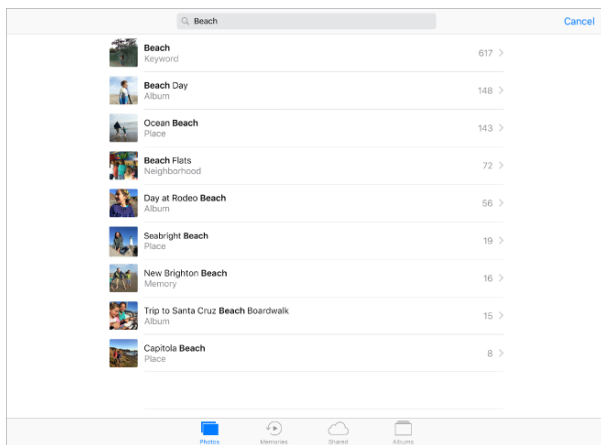 Beach
Cancel
Beach
Keyword
617
Beach Day
Album
148
Ocean Beach
Place
143
Beach Flats
Neighborhood
72
Day at Rodeo Beach
Album
56
Seabright Beach
Place
19
New Brighton Beach
Memory
16
Trip to Santa Cruz Beach Boardwalk
Album
15
Capitola Beach
Place
8
Photos
Memories
Shared
Albums